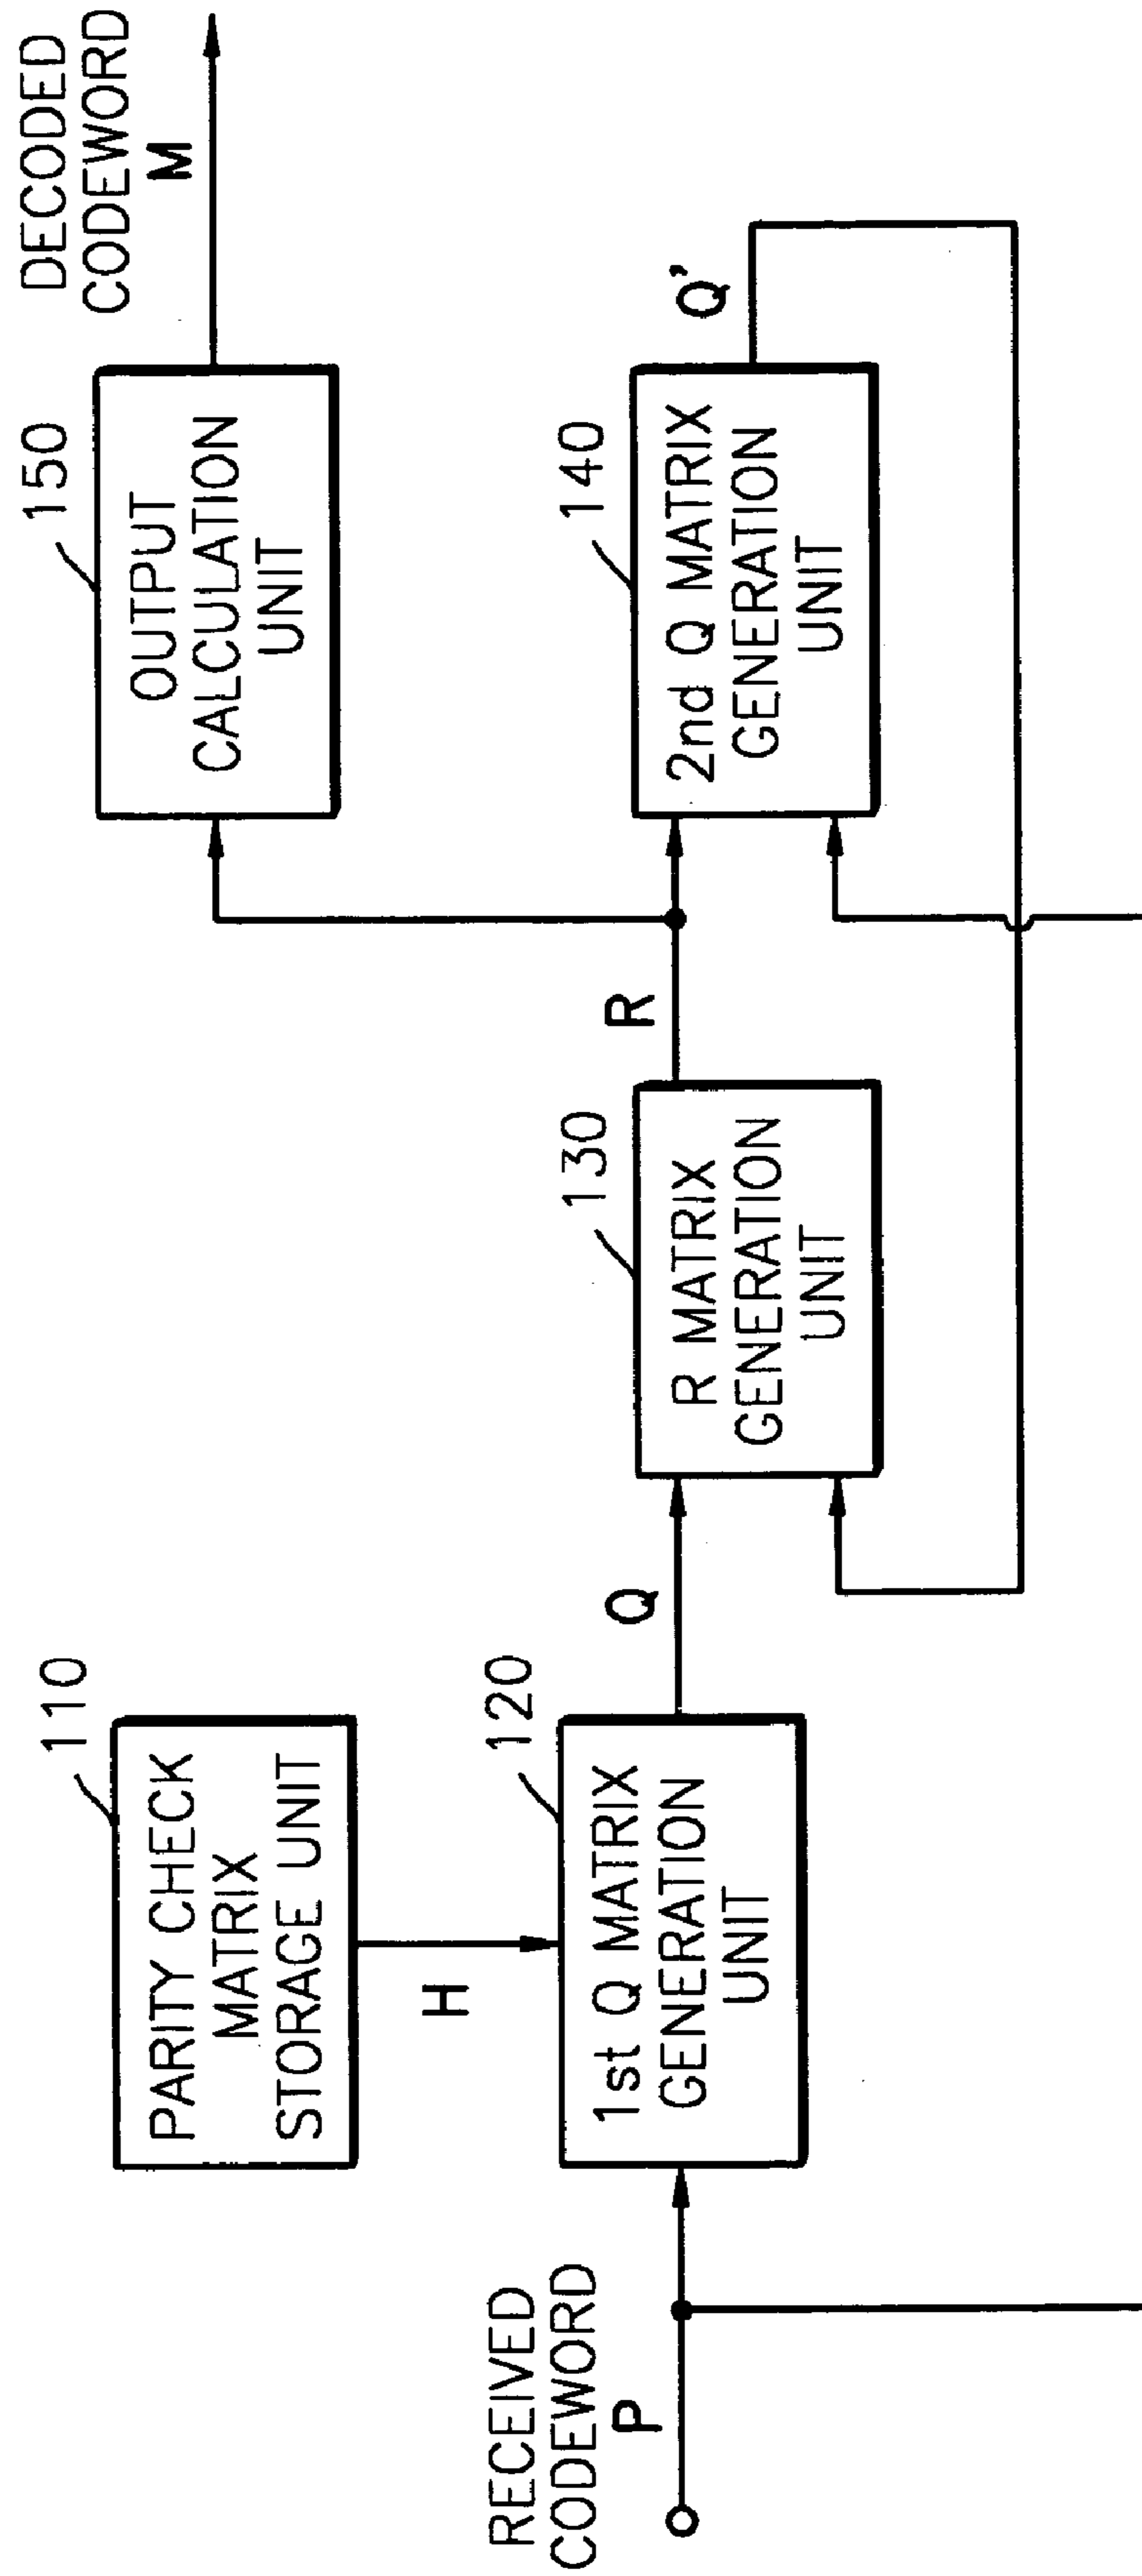 DECODED
CODEWORD
M
150
OUTPUT
CALCULATION
UNIT
110
PARITY CHECK
MATRIX
STORAGE UNIT
H
RECEIVED
CODEWORD
P
120
1st Q MATRIX
GENERATION
UNIT
Q
130
R MATRIX
GENERATION
UNIT
R
140
2nd Q MATRIX
GENERATION
UNIT
Q'